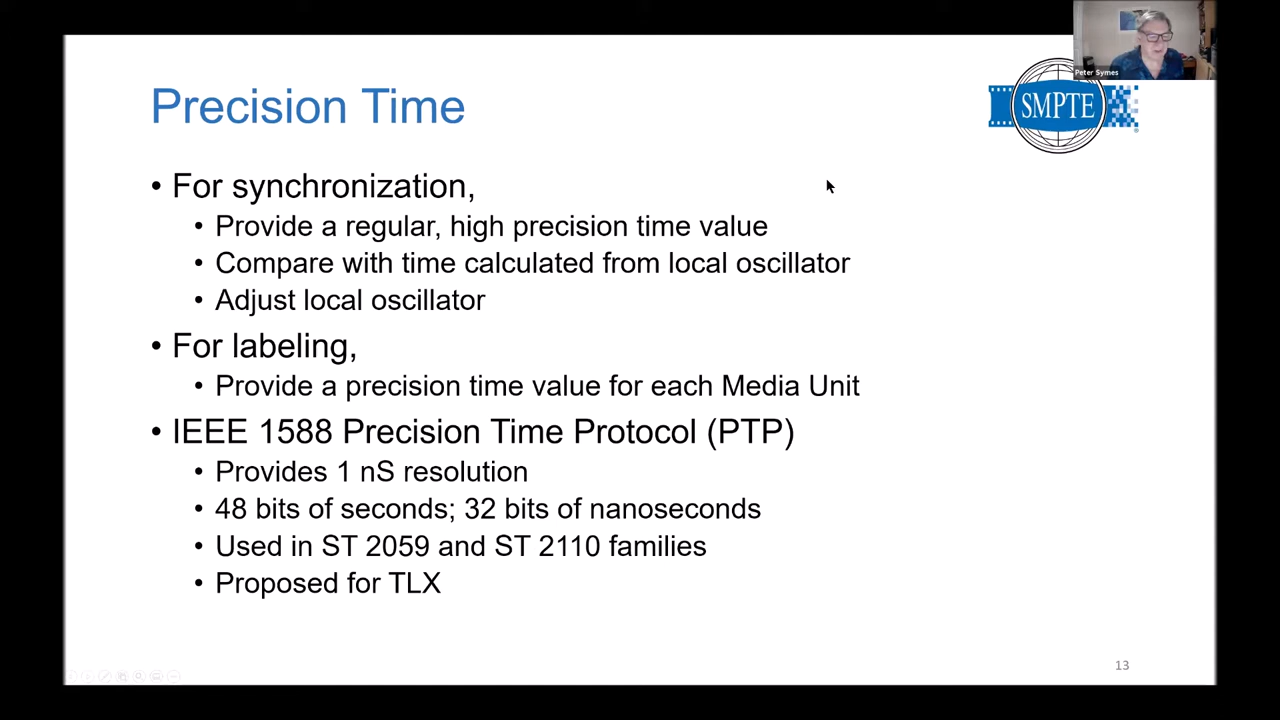 Peter Symes
SMPTE
Precision Time
• For synchronization,
• Provide a regular, high precision time value
• Compare with time calculated from local oscillator
• Adjust local oscillator
• For labeling,
• Provide a precision time value for each Media Unit
• IEEE 1588 Precision Time Protocol (PTP)
• Provides 1 nS resolution
• 48 bits of seconds; 32 bits of nanoseconds
• Used in ST 2059 and ST 2110 families
• Proposed for TLX
13